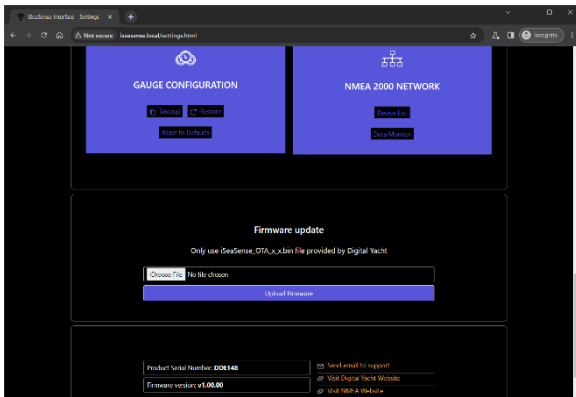 iSeaSense Interface - Settings
Not secure iseasense.local/settings.html
Incognito
GAUGE CONFIGURATION
Backup Restore
Reset to Defaults
NMEA 2000 NETWORK
Device List
Data Monitor
Firmware update
Only use iSeaSense_OTA_x_x.bin file provided by Digital Yacht
Choose File No file chosen
Upload Firmware
Product Serial Number: DDE148
Firmware version: v1.00.00
Send email to support
Visit Digital Yacht Website
Visit NMEA Website